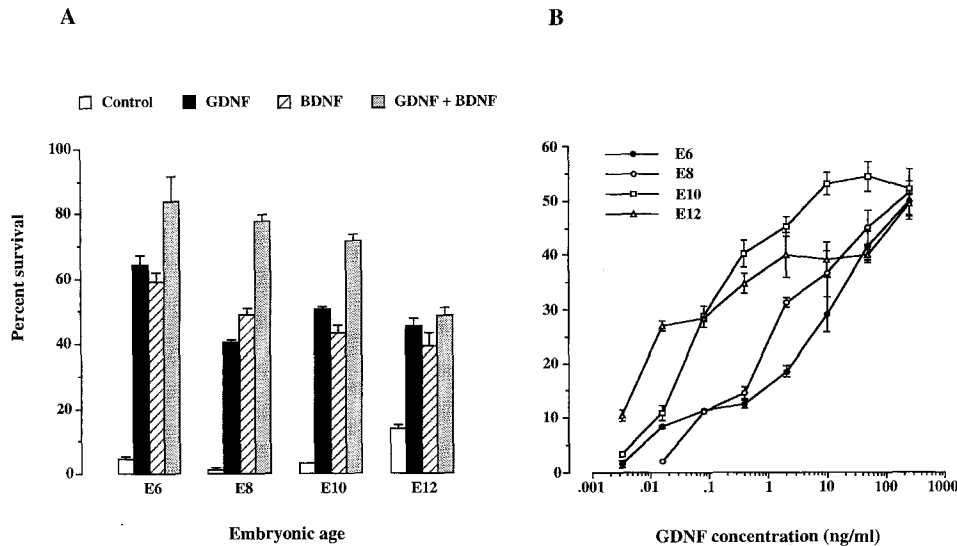 A
B
Control GDNF BDNF GDNF + BDNF
Percent survival
100
80
60
40
20
0
E6 E8 E10 E12
Embryonic age
60
50
40
30
20
10
0
E6
E8
E10
E12
.001 .01 .1 1 10 100 1000
GDNF concentration (ng/ml)